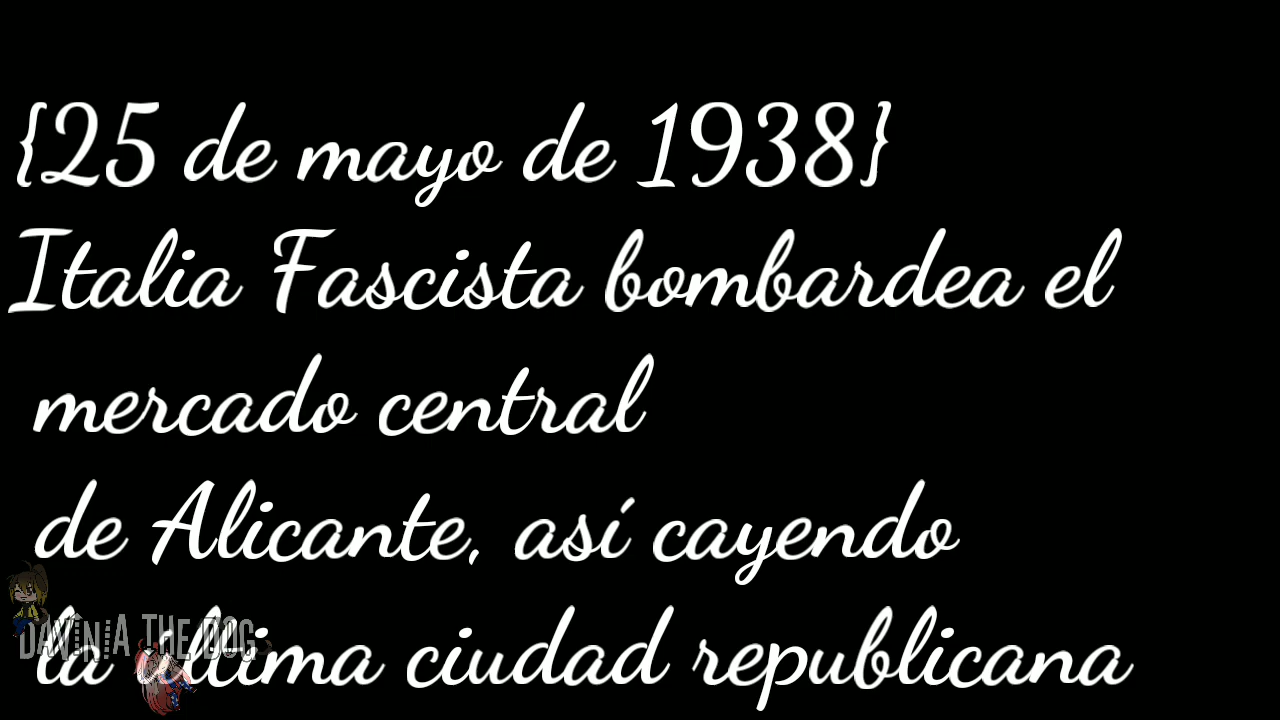 {25 de mayo de 1938}
Italia Fascista bombardea el
mercado central
de Alicante, así cayendo
la última ciudad republicana
DAViNiA THE DOG